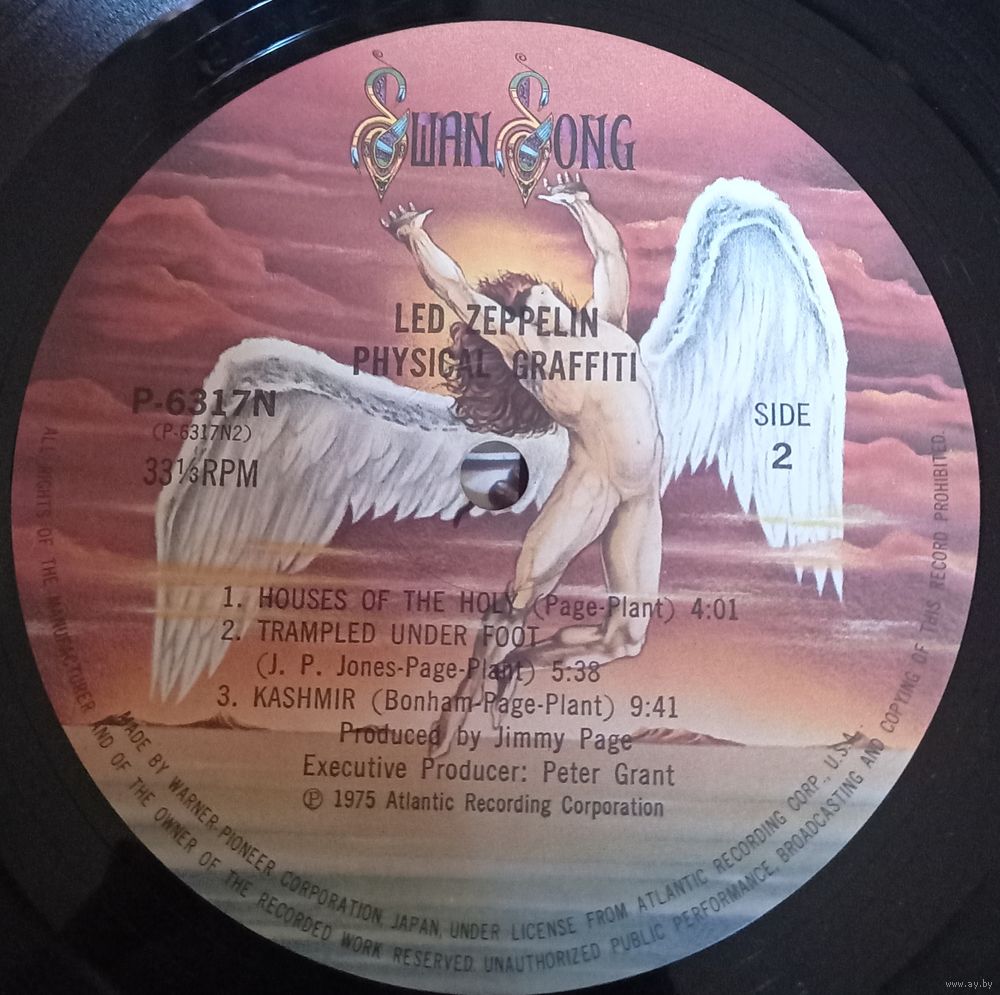 SWAN SONG
LED ZEPPELIN
PHYSICAL GRAFFITI
P-6317N
(P-6317N2)
33⅓RPM
SIDE
2
1. HOUSES OF THE HOLY (Page-Plant) 4:01
2. TRAMPLED UNDER FOOT
(J. P. Jones-Page-Plant) 5:38
3. KASHMIR (Bonham-Page-Plant) 9:41
Produced by Jimmy Page
Executive Producer: Peter Grant
Ⓟ 1975 Atlantic Recording Corporation
MADE BY WARNER-PIONEER CORPORATION, JAPAN, UNDER LICENSE FROM ATLANTIC RECORDING CORP., U.S.A.
ALL RIGHTS OF THE MANUFACTURER AND OF THE OWNER OF THE RECORDED WORK RESERVED. UNAUTHORIZED PUBLIC PERFORMANCE, BROADCASTING AND COPYING OF THIS RECORD PROHIBITED.
www.ay.by